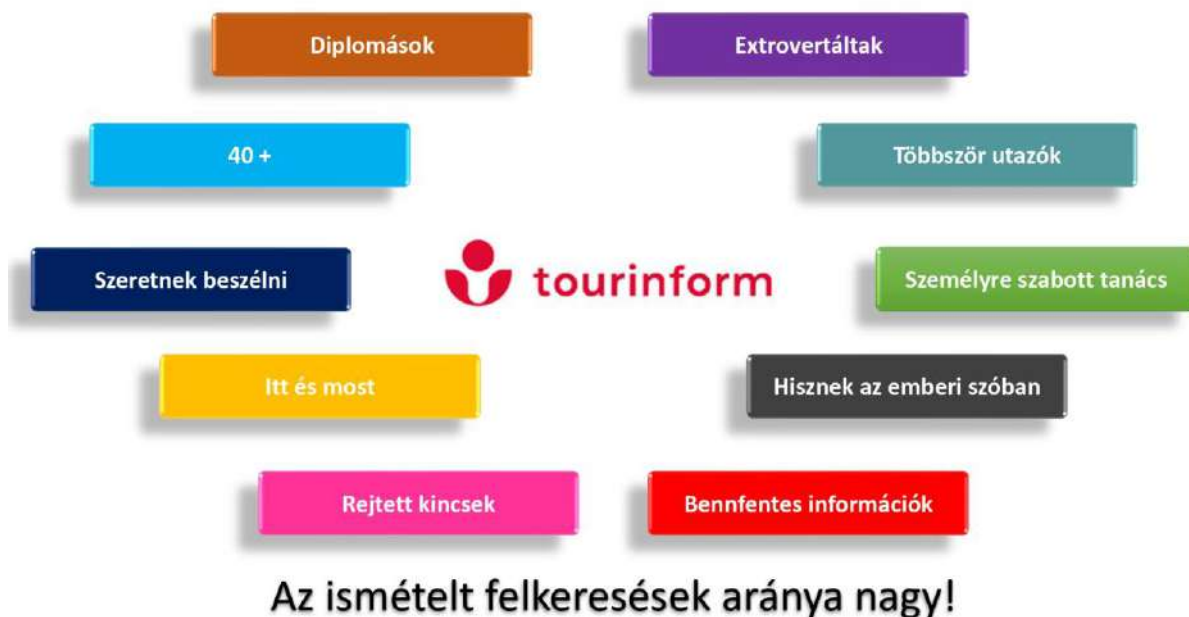 Diplomások
Extrovertáltak
40 +
Többször utazók
Szeretnek beszélni
tourinform
Személyre szabott tanács
Itt és most
Hisznek az emberi szóban
Rejtett kincsek
Bennfentes információk
Az ismételt felkeresések aránya nagy!